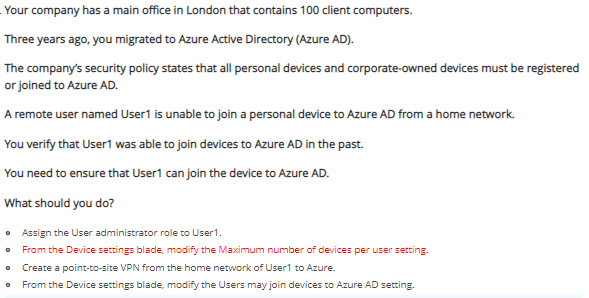 Your company has a main office in London that contains 100 client computers.
Three years ago, you migrated to Azure Active Directory (Azure AD).
The company's security policy states that all personal devices and corporate-owned devices must be registered
or joined to Azure AD.
A remote user named User1 is unable to join a personal device to Azure AD from a home network.
You verify that User1 was able to join devices to Azure AD in the past.
You need to ensure that User1 can join the device to Azure AD.
What should you do?
• Assign the User administrator role to User1.
• From the Device settings blade, modify the Maximum number of devices per user setting.
• Create a point-to-site VPN from the home network of User1 to Azure.
• From the Device settings blade, modify the Users may join devices to Azure AD setting.